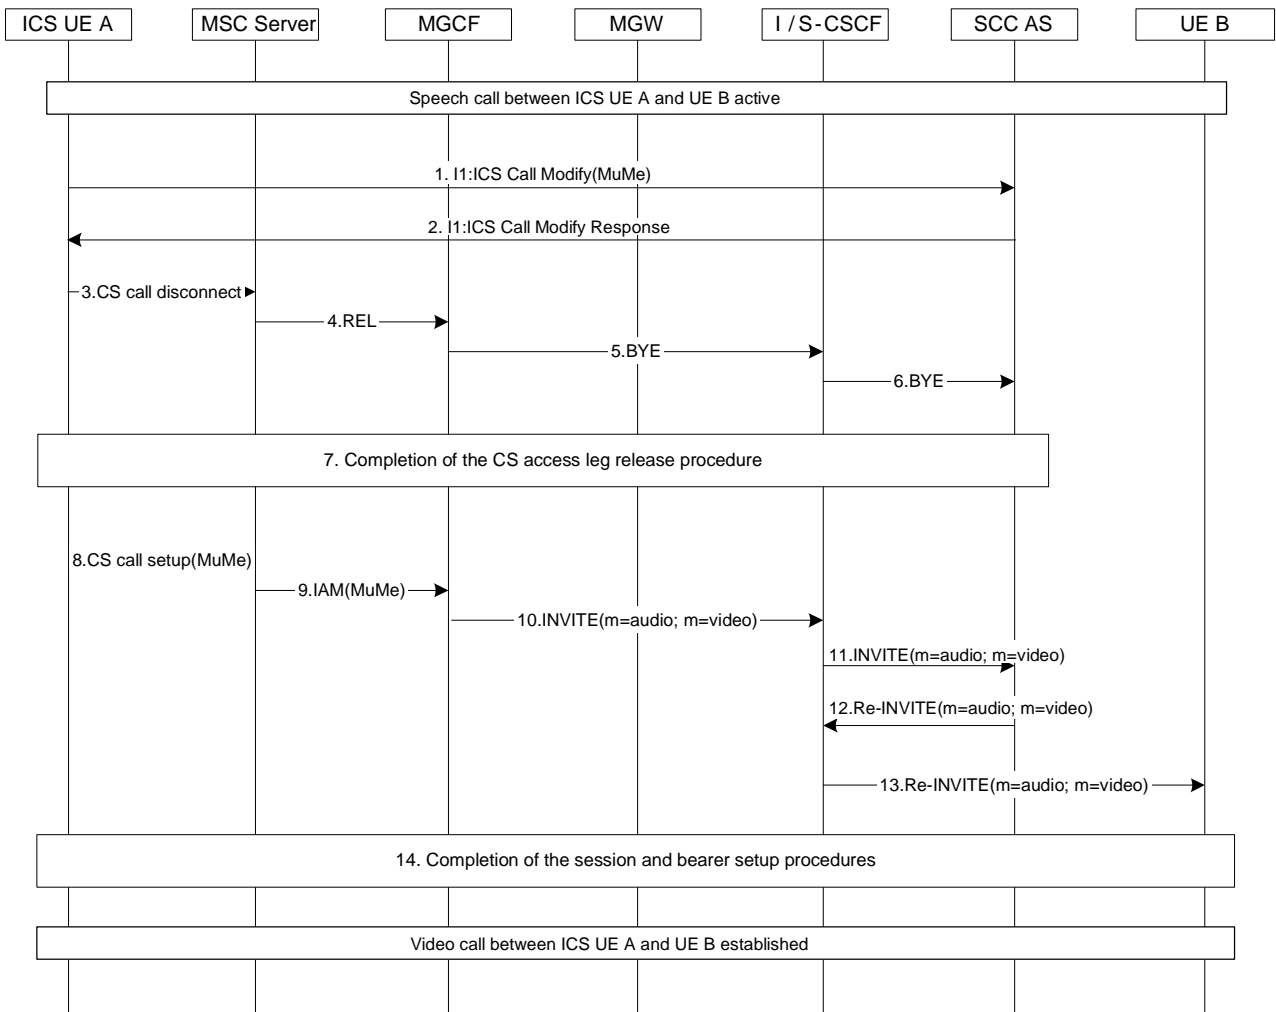 ICS UE A
MSC Server
MGCF
MGW
I / S-CSCF
SCC AS
UE B
Speech call between ICS UE A and UE B active
1. I1:ICS Call Modify(MuMe)
2. I1:ICS Call Modify Response
3.CS call disconnect
4.REL
5.BYE
6.BYE
7. Completion of the CS access leg release procedure
8.CS call setup(MuMe)
9.IAM(MuMe)
10.INVITE(m=audio; m=video)
11.INVITE(m=audio; m=video)
12.Re-INVITE(m=audio; m=video)
13.Re-INVITE(m=audio; m=video)
14. Completion of the session and bearer setup procedures
Video call between ICS UE A and UE B established